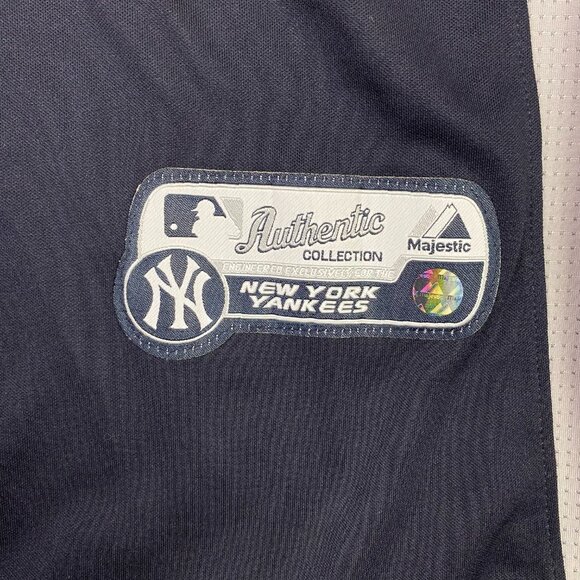 Authentic
COLLECTION
Majestic
ENGINEERED EXCLUSIVELY FOR THE
NY
NEW YORK
YANKEES